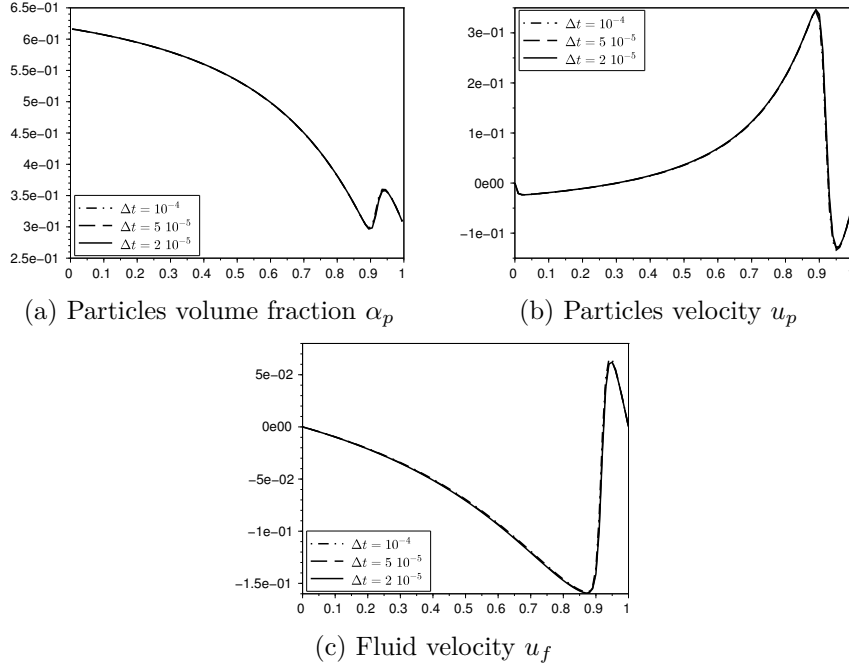 6.5e−01
6e−01
5.5e−01
5e−01
4.5e−01
4e−01
3.5e−01
3e−01
2.5e−01
Δt = 10⁻⁴
Δt = 5 10⁻⁵
Δt = 2 10⁻⁵
0 0.1 0.2 0.3 0.4 0.5 0.6 0.7 0.8 0.9 1
(a) Particles volume fraction αₚ
3e−01
2e−01
1e−01
0e00
−1e−01
Δt = 10⁻⁴
Δt = 5 10⁻⁵
Δt = 2 10⁻⁵
0 0.1 0.2 0.3 0.4 0.5 0.6 0.7 0.8 0.9 1
(b) Particles velocity uₚ
5e−02
0e00
−5e−02
−1e−01
−1.5e−01
Δt = 10⁻⁴
Δt = 5 10⁻⁵
Δt = 2 10⁻⁵
0 0.1 0.2 0.3 0.4 0.5 0.6 0.7 0.8 0.9 1
(c) Fluid velocity u_f